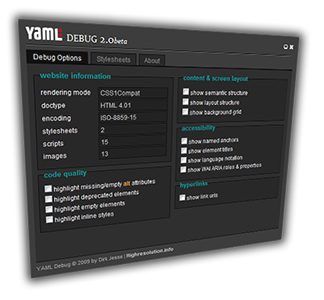 YAML DEBUG 2.0beta
Debug Options Stylesheets About
website information
rendering mode CSS1Compat
doctype HTML 4.01
encoding ISO-8859-15
stylesheets 2
scripts 15
images 13
code quality
highlight missing/empty alt attributes
highlight deprecated elements
highlight empty elements
highlight inline styles
content & screen layout
show semantic structure
show layout structure
show background grid
accessibility
show named anchors
show element titles
show language notation
show WAI ARIA roles & properties
hyperlinks
show link urls
YAML Debug © 2009 by Dirk Jesse | Highresolution.info